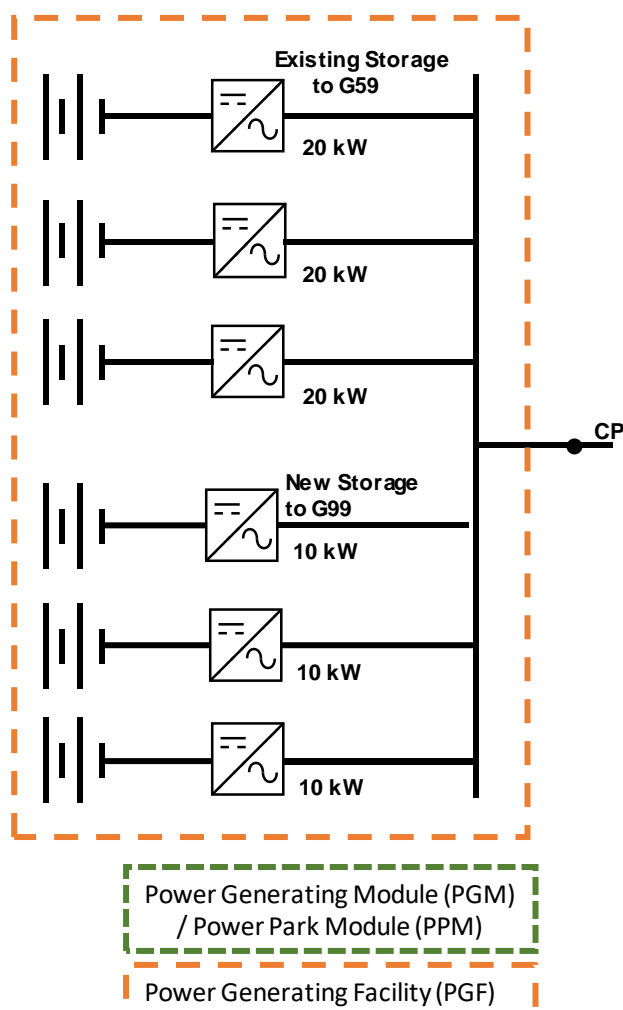 Existing Storage
to G59
20 kW
20 kW
20 kW
CP
New Storage
to G99
10 kW
10 kW
10 kW
Power Generating Module (PGM)
/ Power Park Module (PPM)
Power Generating Facility (PGF)